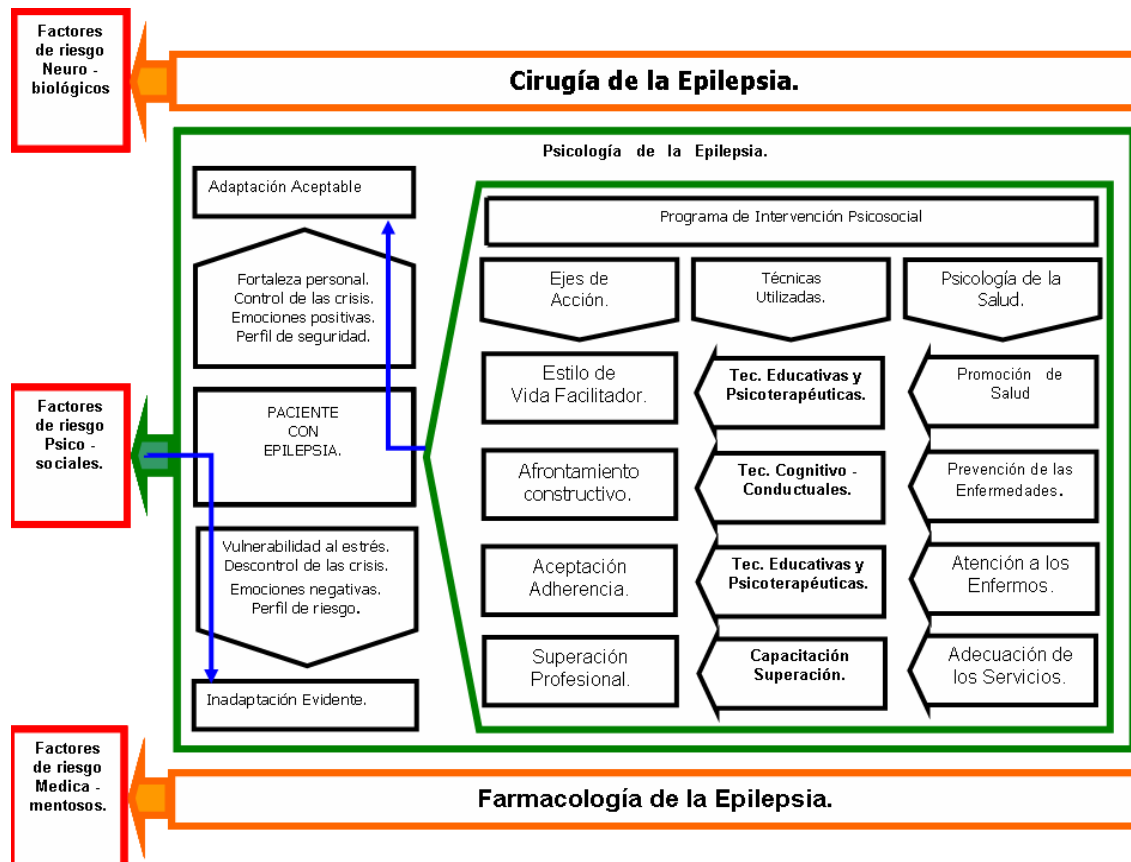 Factores
de riesgo
Neuro -
biológicos
Cirugía de la Epilepsia.
Psicología de la Epilepsia.
Adaptación Aceptable
Fortaleza personal.
Control de las crisis.
Emociones positivas.
Perfil de seguridad.
Factores
de riesgo
Psico -
sociales.
PACIENTE
CON
EPILEPSIA.
Vulnerabilidad al estrés.
Descontrol de las crisis.
Emociones negativas.
Perfil de riesgo.
Inadaptación Evidente.
Programa de Intervención Psicosocial
Ejes de
Acción.
Técnicas
Utilizadas.
Psicología de la
Salud.
Estilo de
Vida Facilitador.
Tec. Educativas y
Psicoterapéuticas.
Promoción de
Salud
Afrontamiento
constructivo.
Tec. Cognitivo -
Conductuales.
Prevención de las
Enfermedades.
Aceptación
Adherencia.
Tec. Educativas y
Psicoterapéuticas.
Atención a los
Enfermos.
Superación
Profesional.
Capacitación
Superación.
Adecuación de
los Servicios.
Factores
de riesgo
Medica -
mentosos.
Farmacología de la Epilepsia.